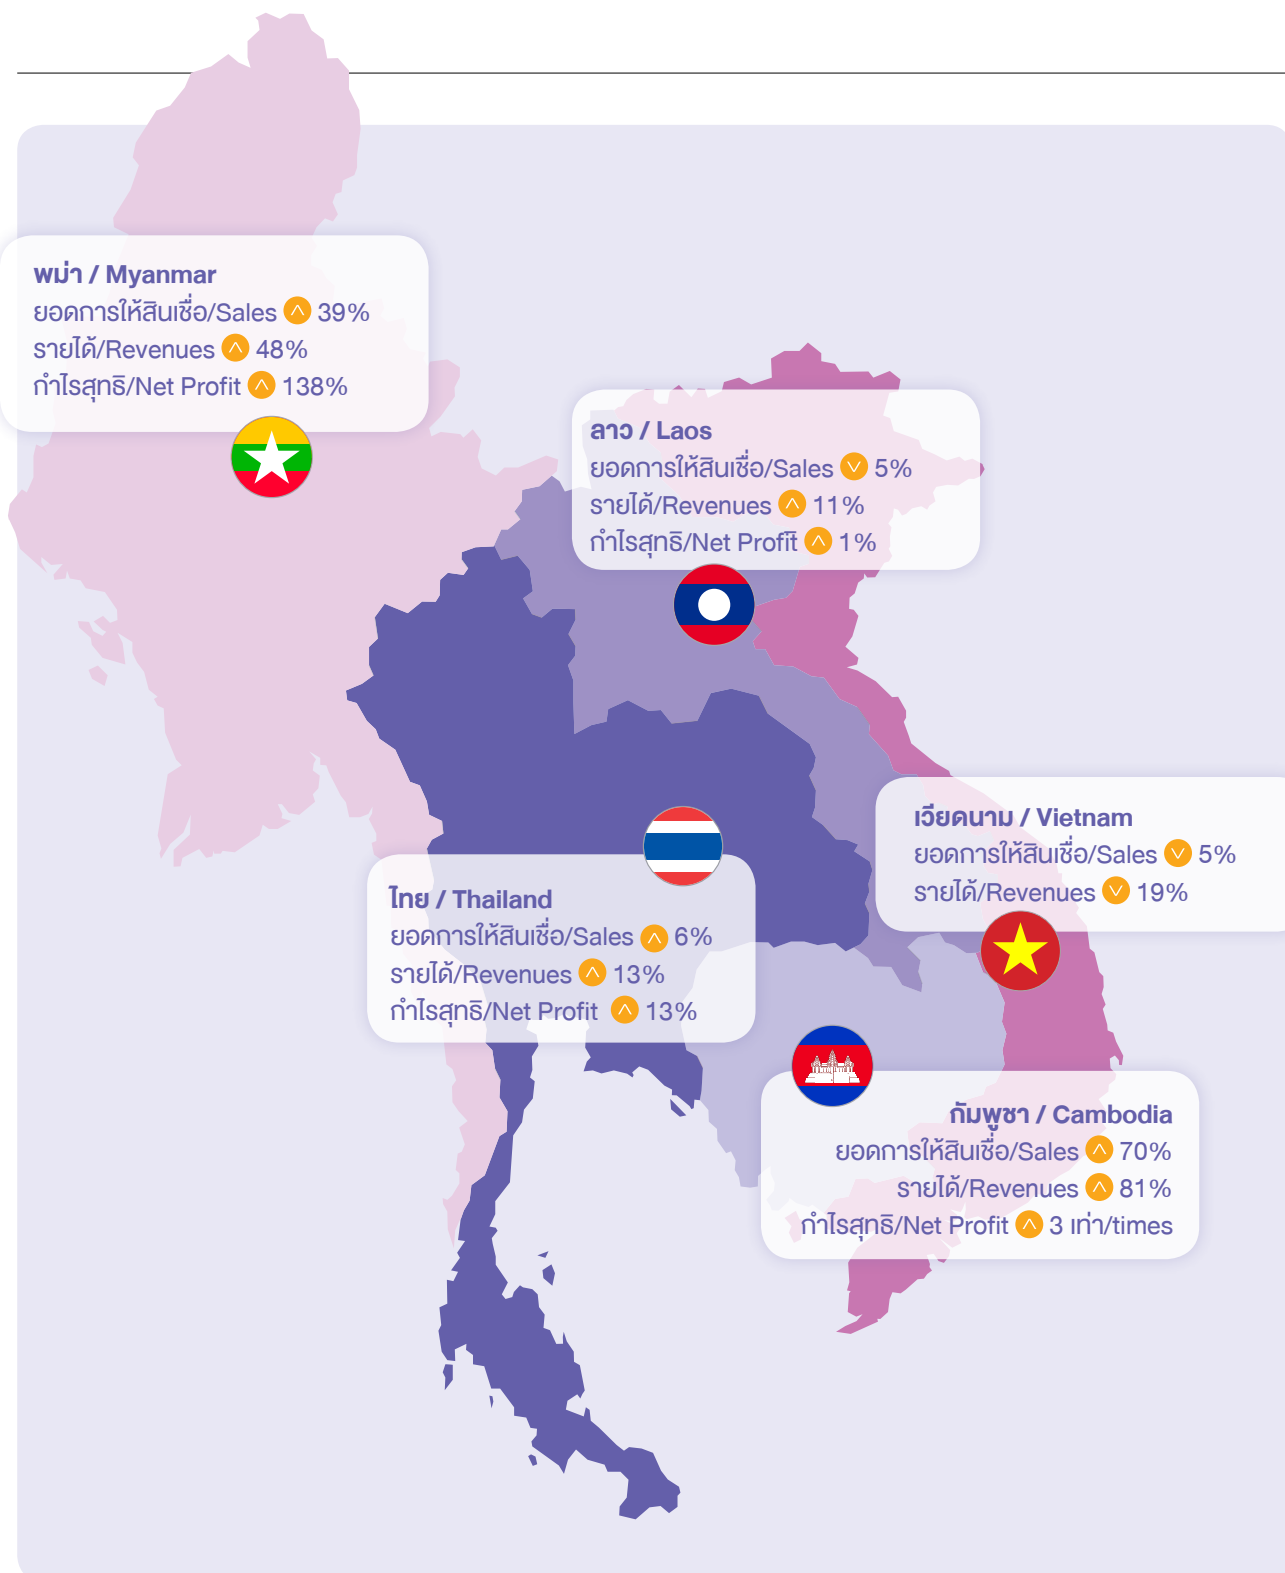 พม่า / Myanmar
ยอดการให้สินเชื่อ/Sales 39%
รายได้/Revenues 48%
กำไรสุทธิ/Net Profit 138%
ลาว / Laos
ยอดการให้สินเชื่อ/Sales 5%
รายได้/Revenues 11%
กำไรสุทธิ/Net Profit 1%
เวียดนาม / Vietnam
ยอดการให้สินเชื่อ/Sales 5%
รายได้/Revenues 19%
ไทย / Thailand
ยอดการให้สินเชื่อ/Sales 6%
รายได้/Revenues 13%
กำไรสุทธิ/Net Profit 13%
กัมพูชา / Cambodia
ยอดการให้สินเชื่อ/Sales 70%
รายได้/Revenues 81%
กำไรสุทธิ/Net Profit 3 เท่า/times